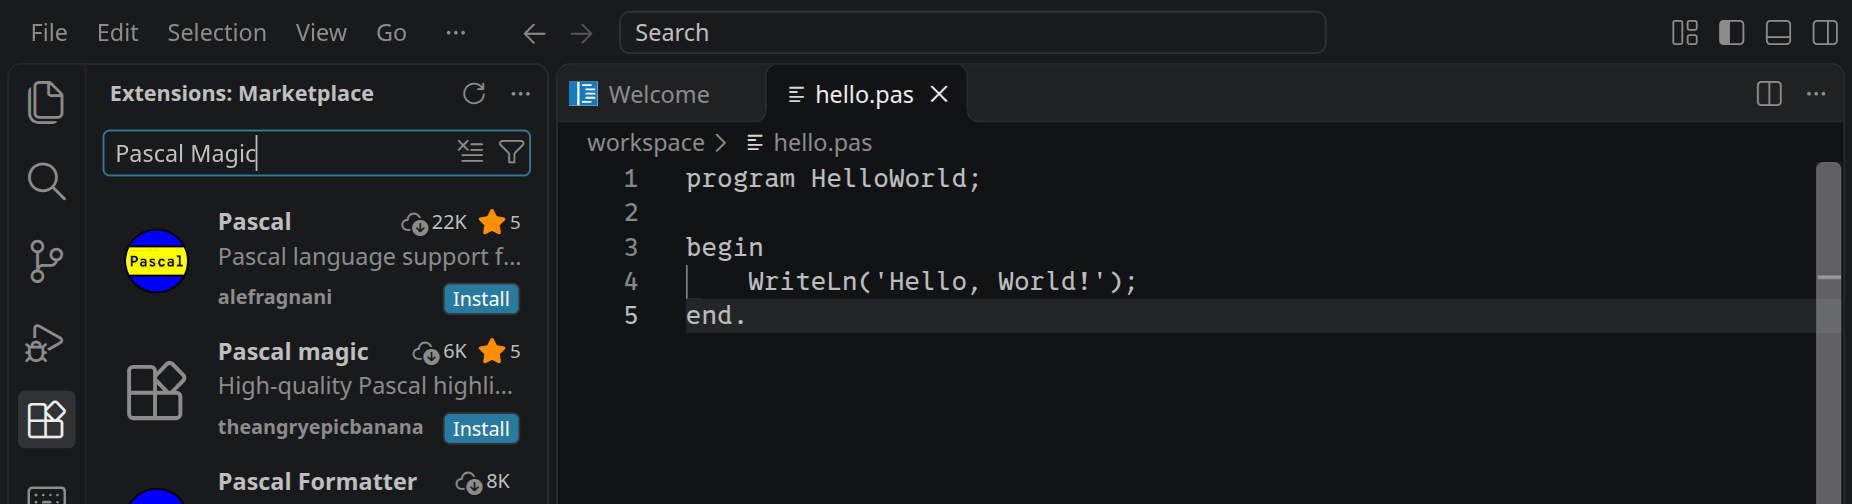 File Edit Selection View Go ··· Search
Extensions: Marketplace
Pascal Magic
Pascal 22K 5
Pascal
Pascal language support f...
alefragnani Install
Pascal magic 6K 5
High-quality Pascal highli...
theangryepicbanana Install
Pascal Formatter 8K
Welcome hello.pas
workspace > hello.pas
1 program HelloWorld;
2
3 begin
4 WriteLn('Hello, World!');
5 end.